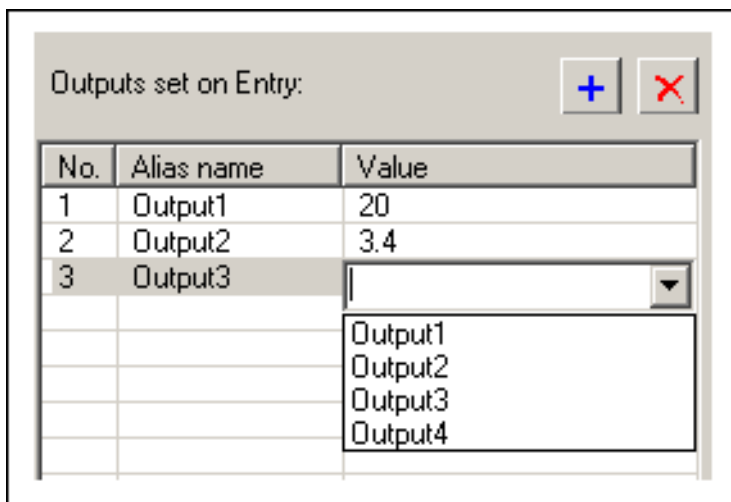 Outputs set on Entry:
No. Alias name Value
1 Output1 20
2 Output2 3.4
3 Output3
Output1
Output2
Output3
Output4